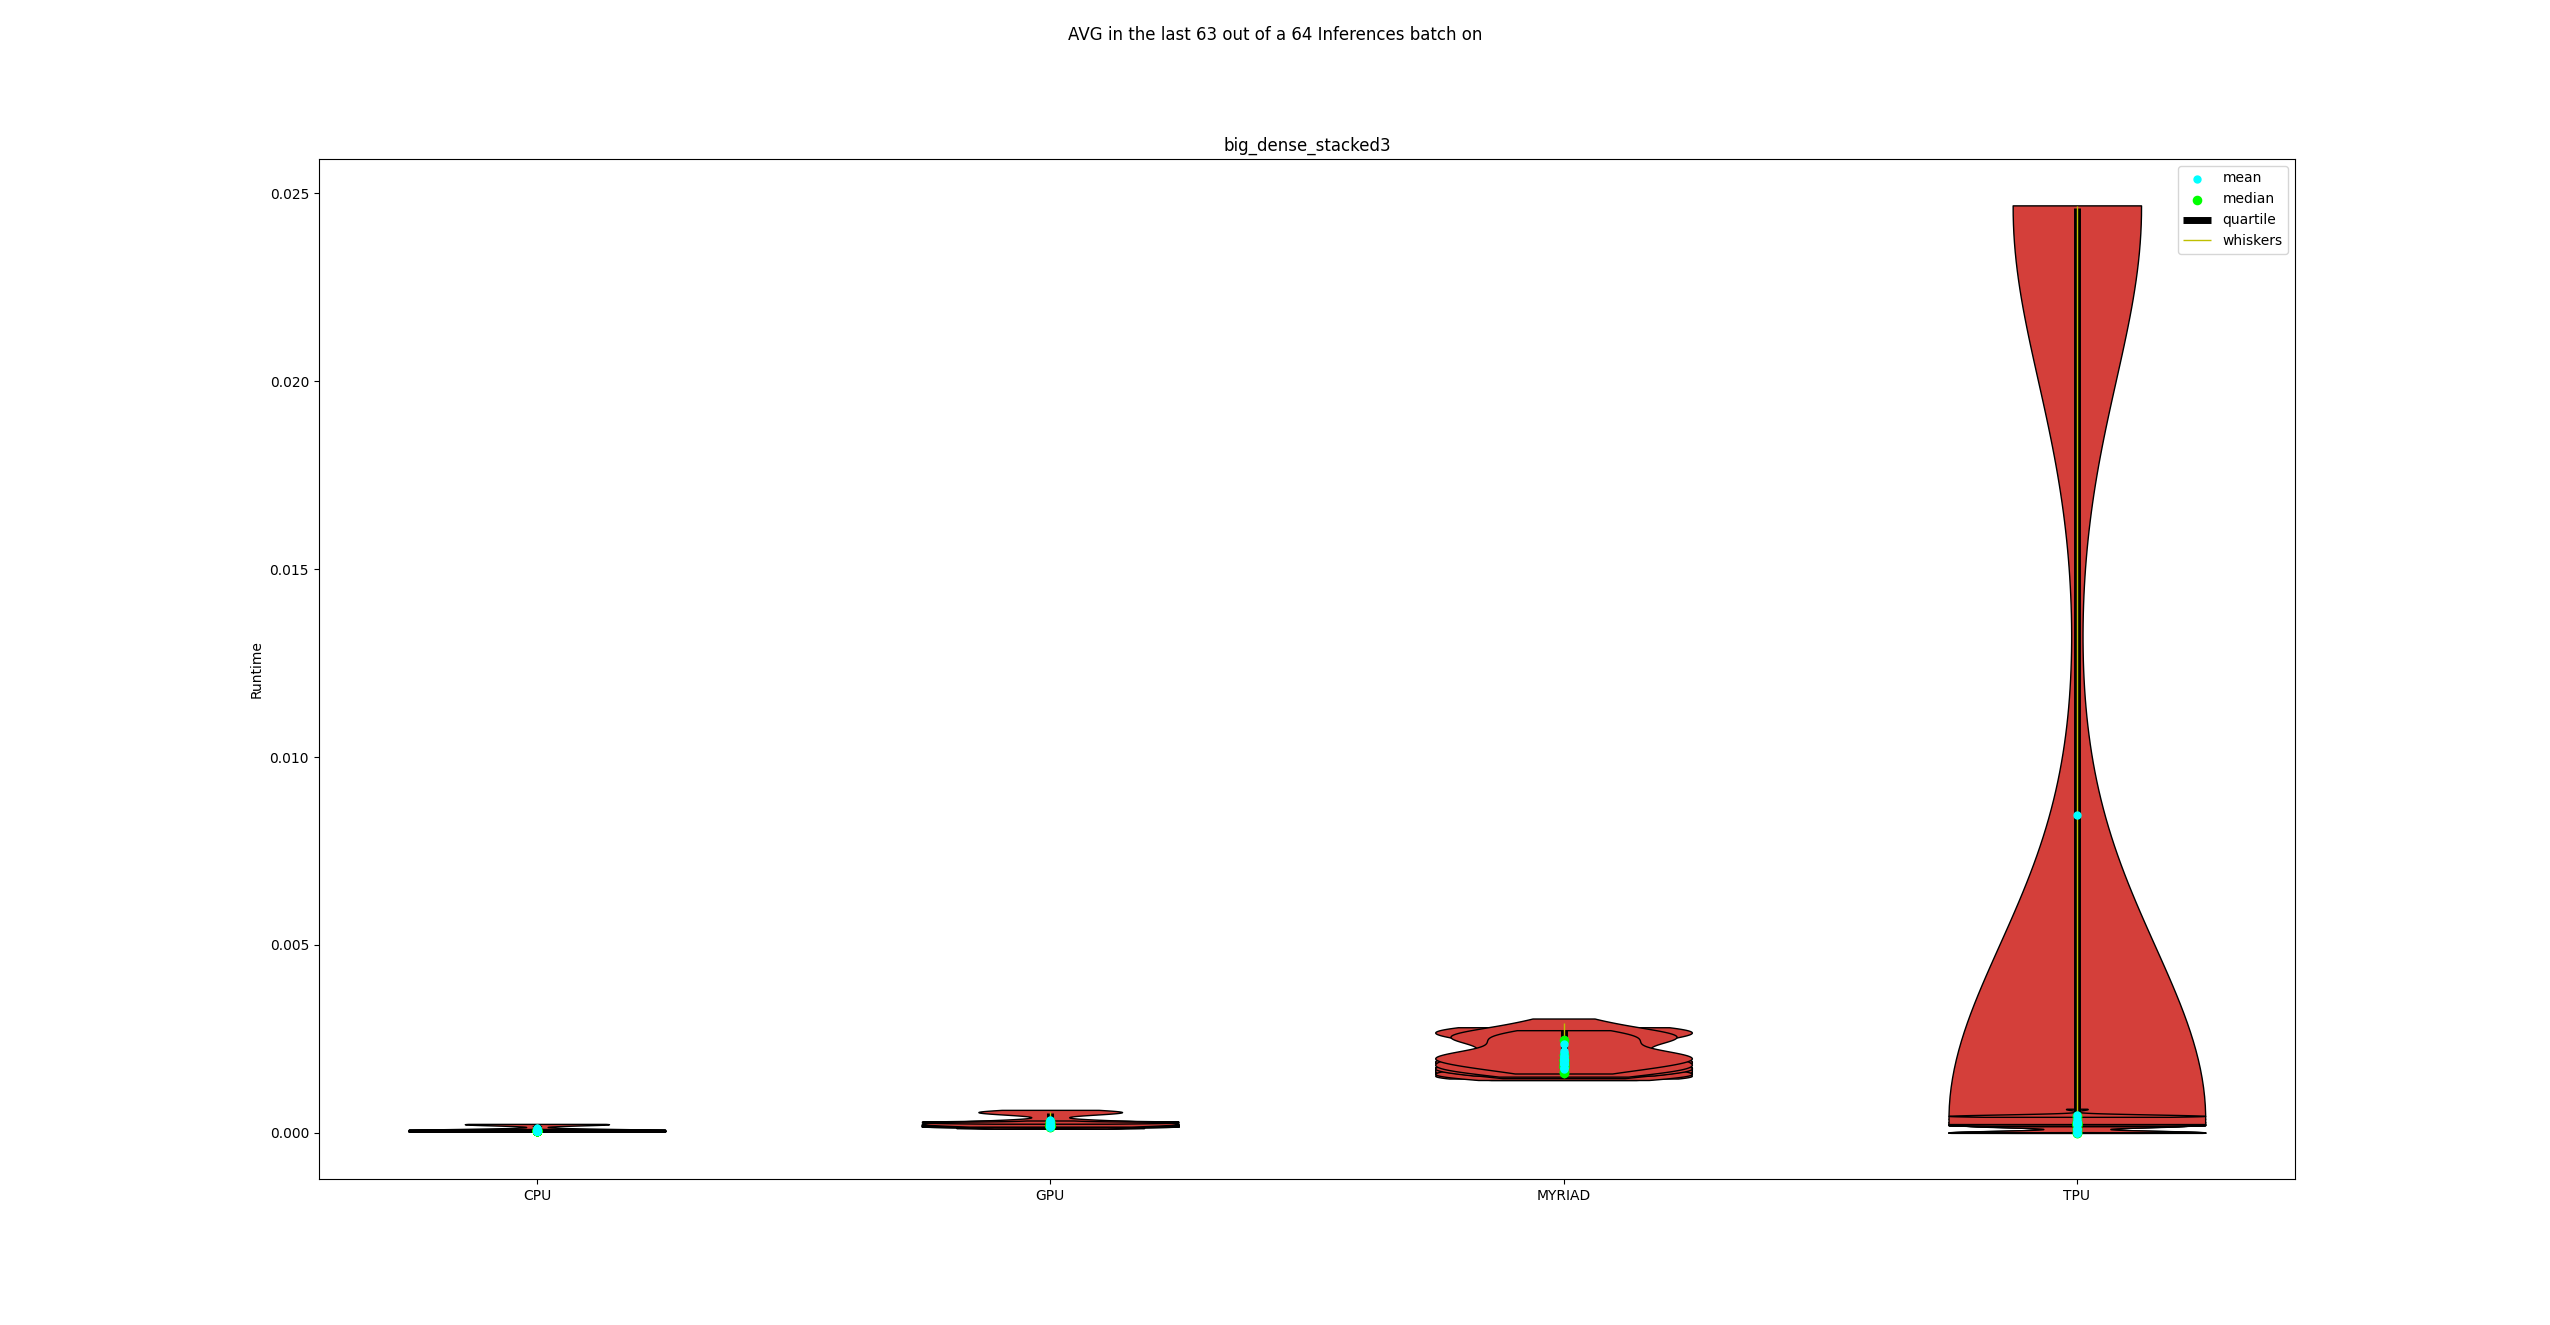 AVG in the last 63 out of a 64 Inferences batch on
big_dense_stacked3
mean
median
quartile
whiskers
0.025
0.020
0.015
0.010
0.005
0.000
Runtime
CPU
GPU
MYRIAD
TPU